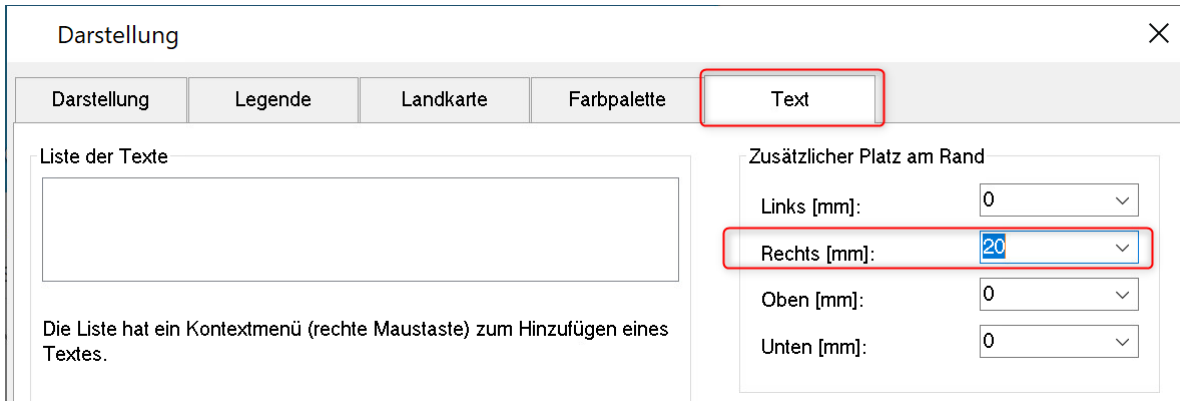 Darstellung
Darstellung Legende Landkarte Farbpalette Text
Liste der Texte
Die Liste hat ein Kontextmenü (rechte Maustaste) zum Hinzufügen eines
Textes.
Zusätzlicher Platz am Rand
Links [mm]: 0
Rechts [mm]: 20
Oben [mm]: 0
Unten [mm]: 0